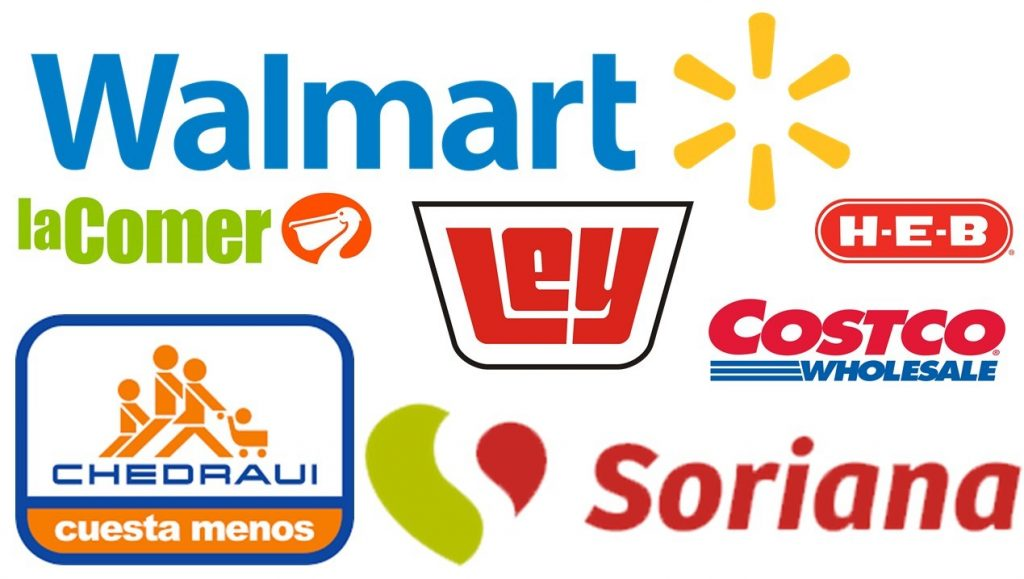 Walmart
laComer
Ley
H-E-B
®
COSTCO
®
WHOLESALE
CHEDRAUI
cuesta menos
Soriana